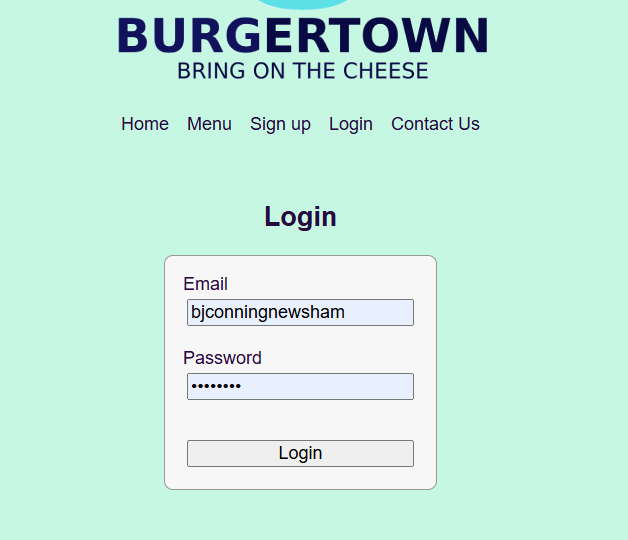 BURGERTOWN
BRING ON THE CHEESE
Home Menu Sign up Login Contact Us
Login
Email
bjconningnewsham
Password
••••••••
Login